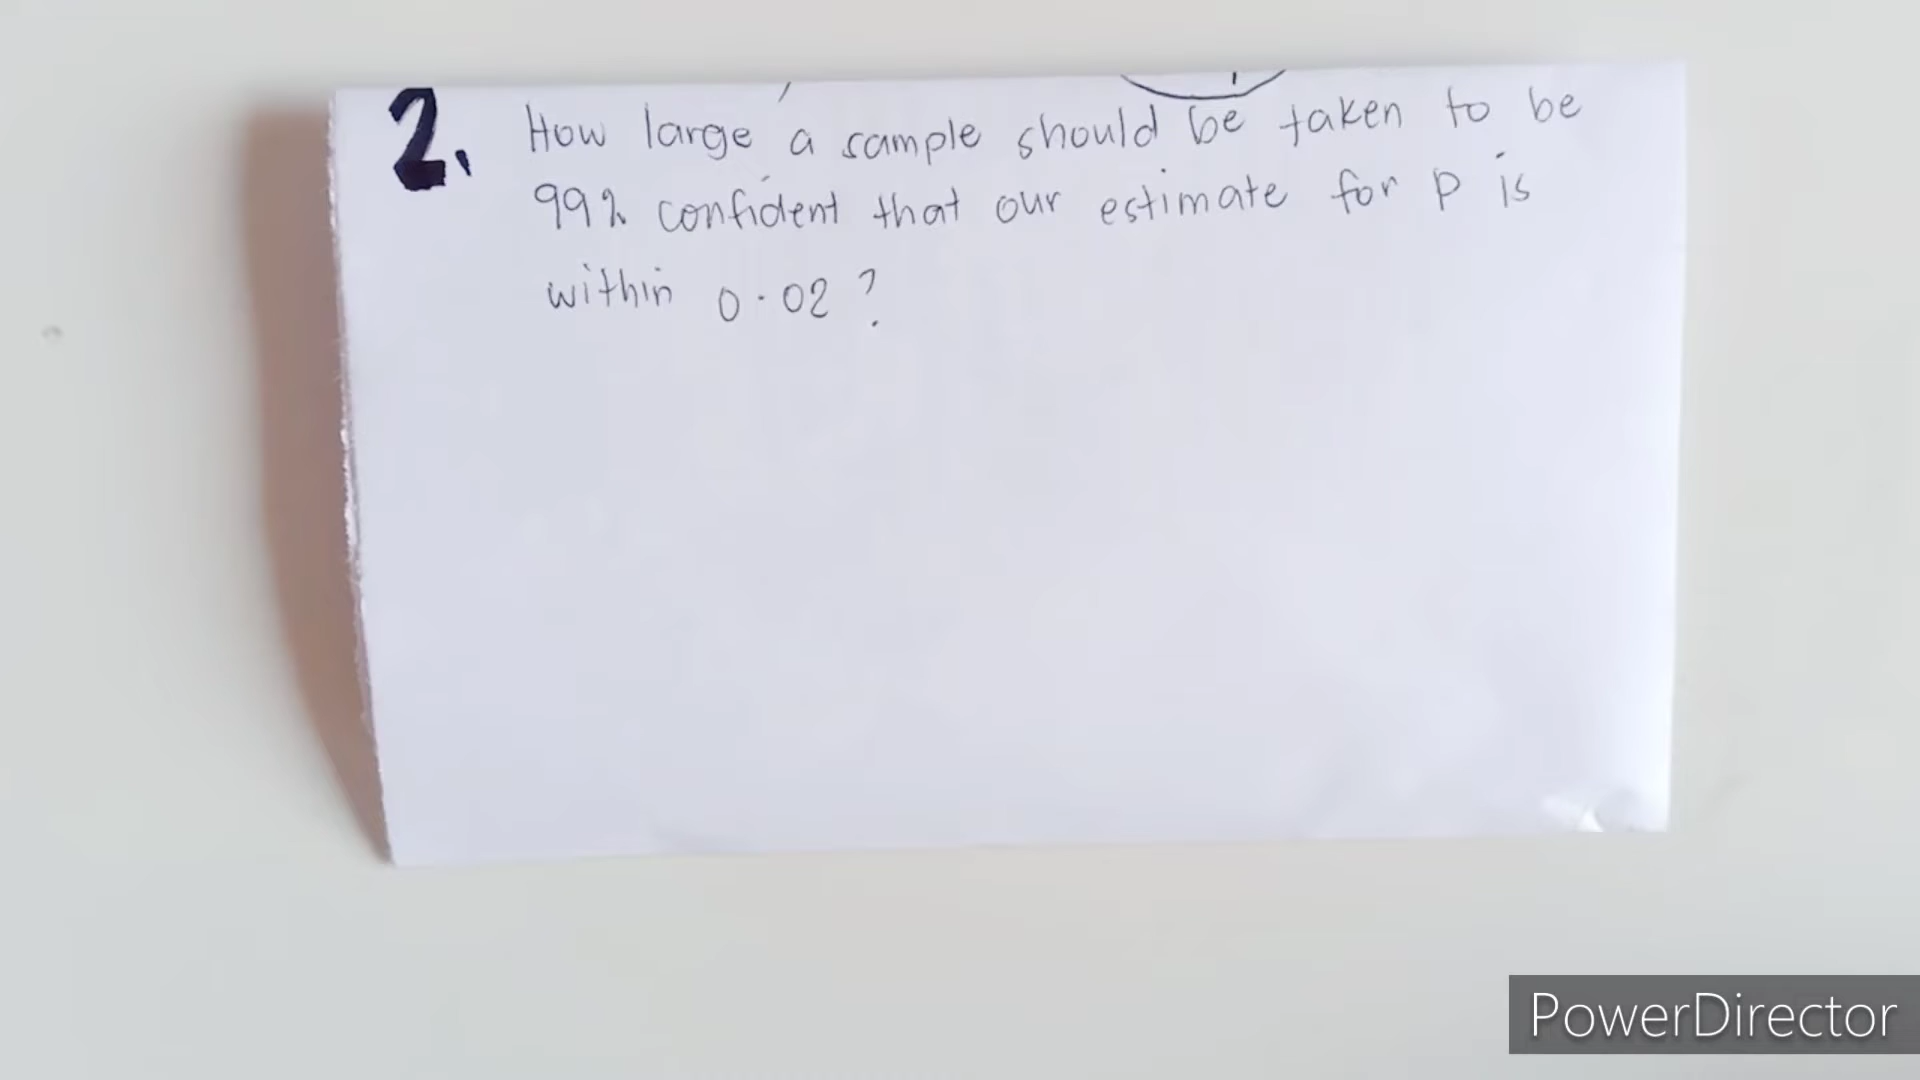 2. How large a sample should be taken to be
99% confident that our estimate for p is
within 0.02?
PowerDirector